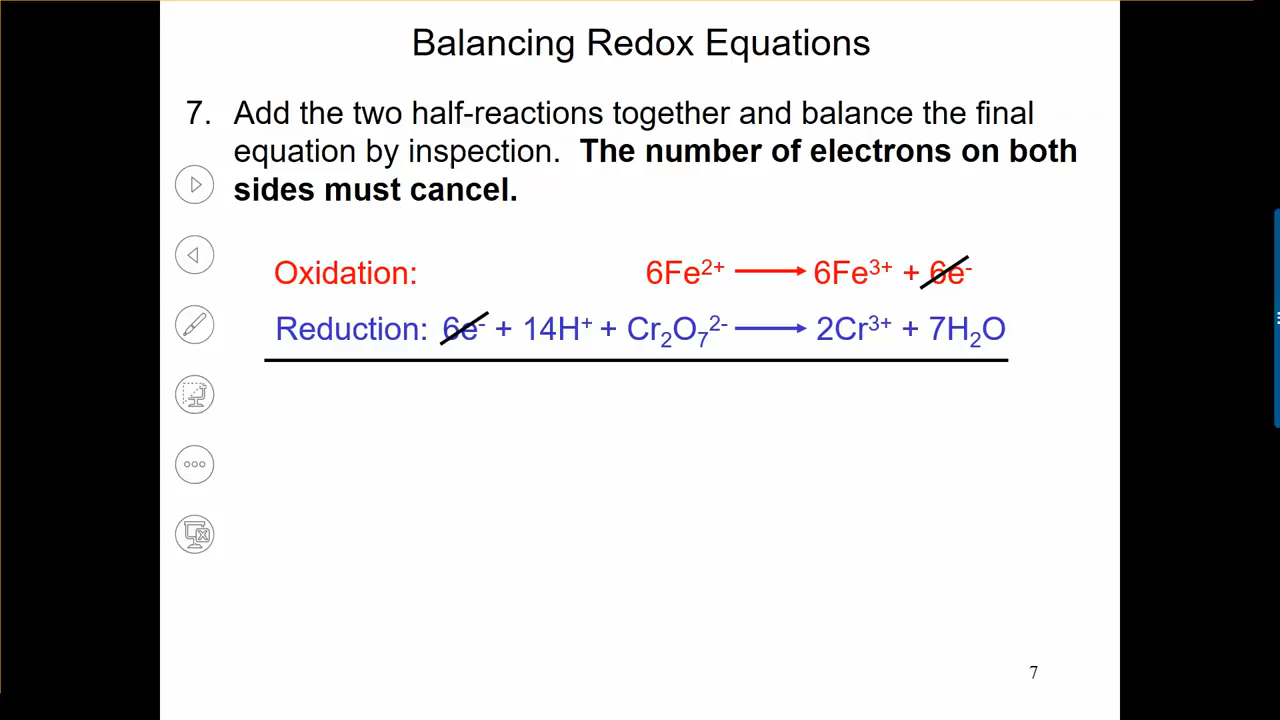 Balancing Redox Equations
7. Add the two half-reactions together and balance the final
equation by inspection. The number of electrons on both
sides must cancel.
Oxidation: 6Fe²⁺ ⟶ 6Fe³⁺ + 6e⁻
Reduction: 6e⁻ + 14H⁺ + Cr₂O₇²⁻ ⟶ 2Cr³⁺ + 7H₂O
7